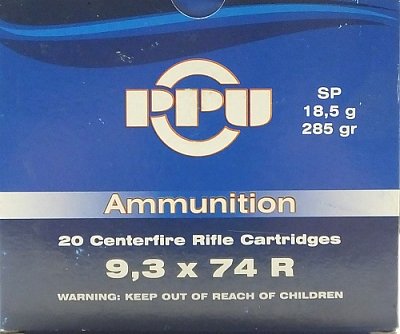 PPU
SP
18,5 g
285 gr
Ammunition
20 Centerfire Rifle Cartridges
9,3 x 74 R
WARNING: KEEP OUT OF REACH OF CHILDREN